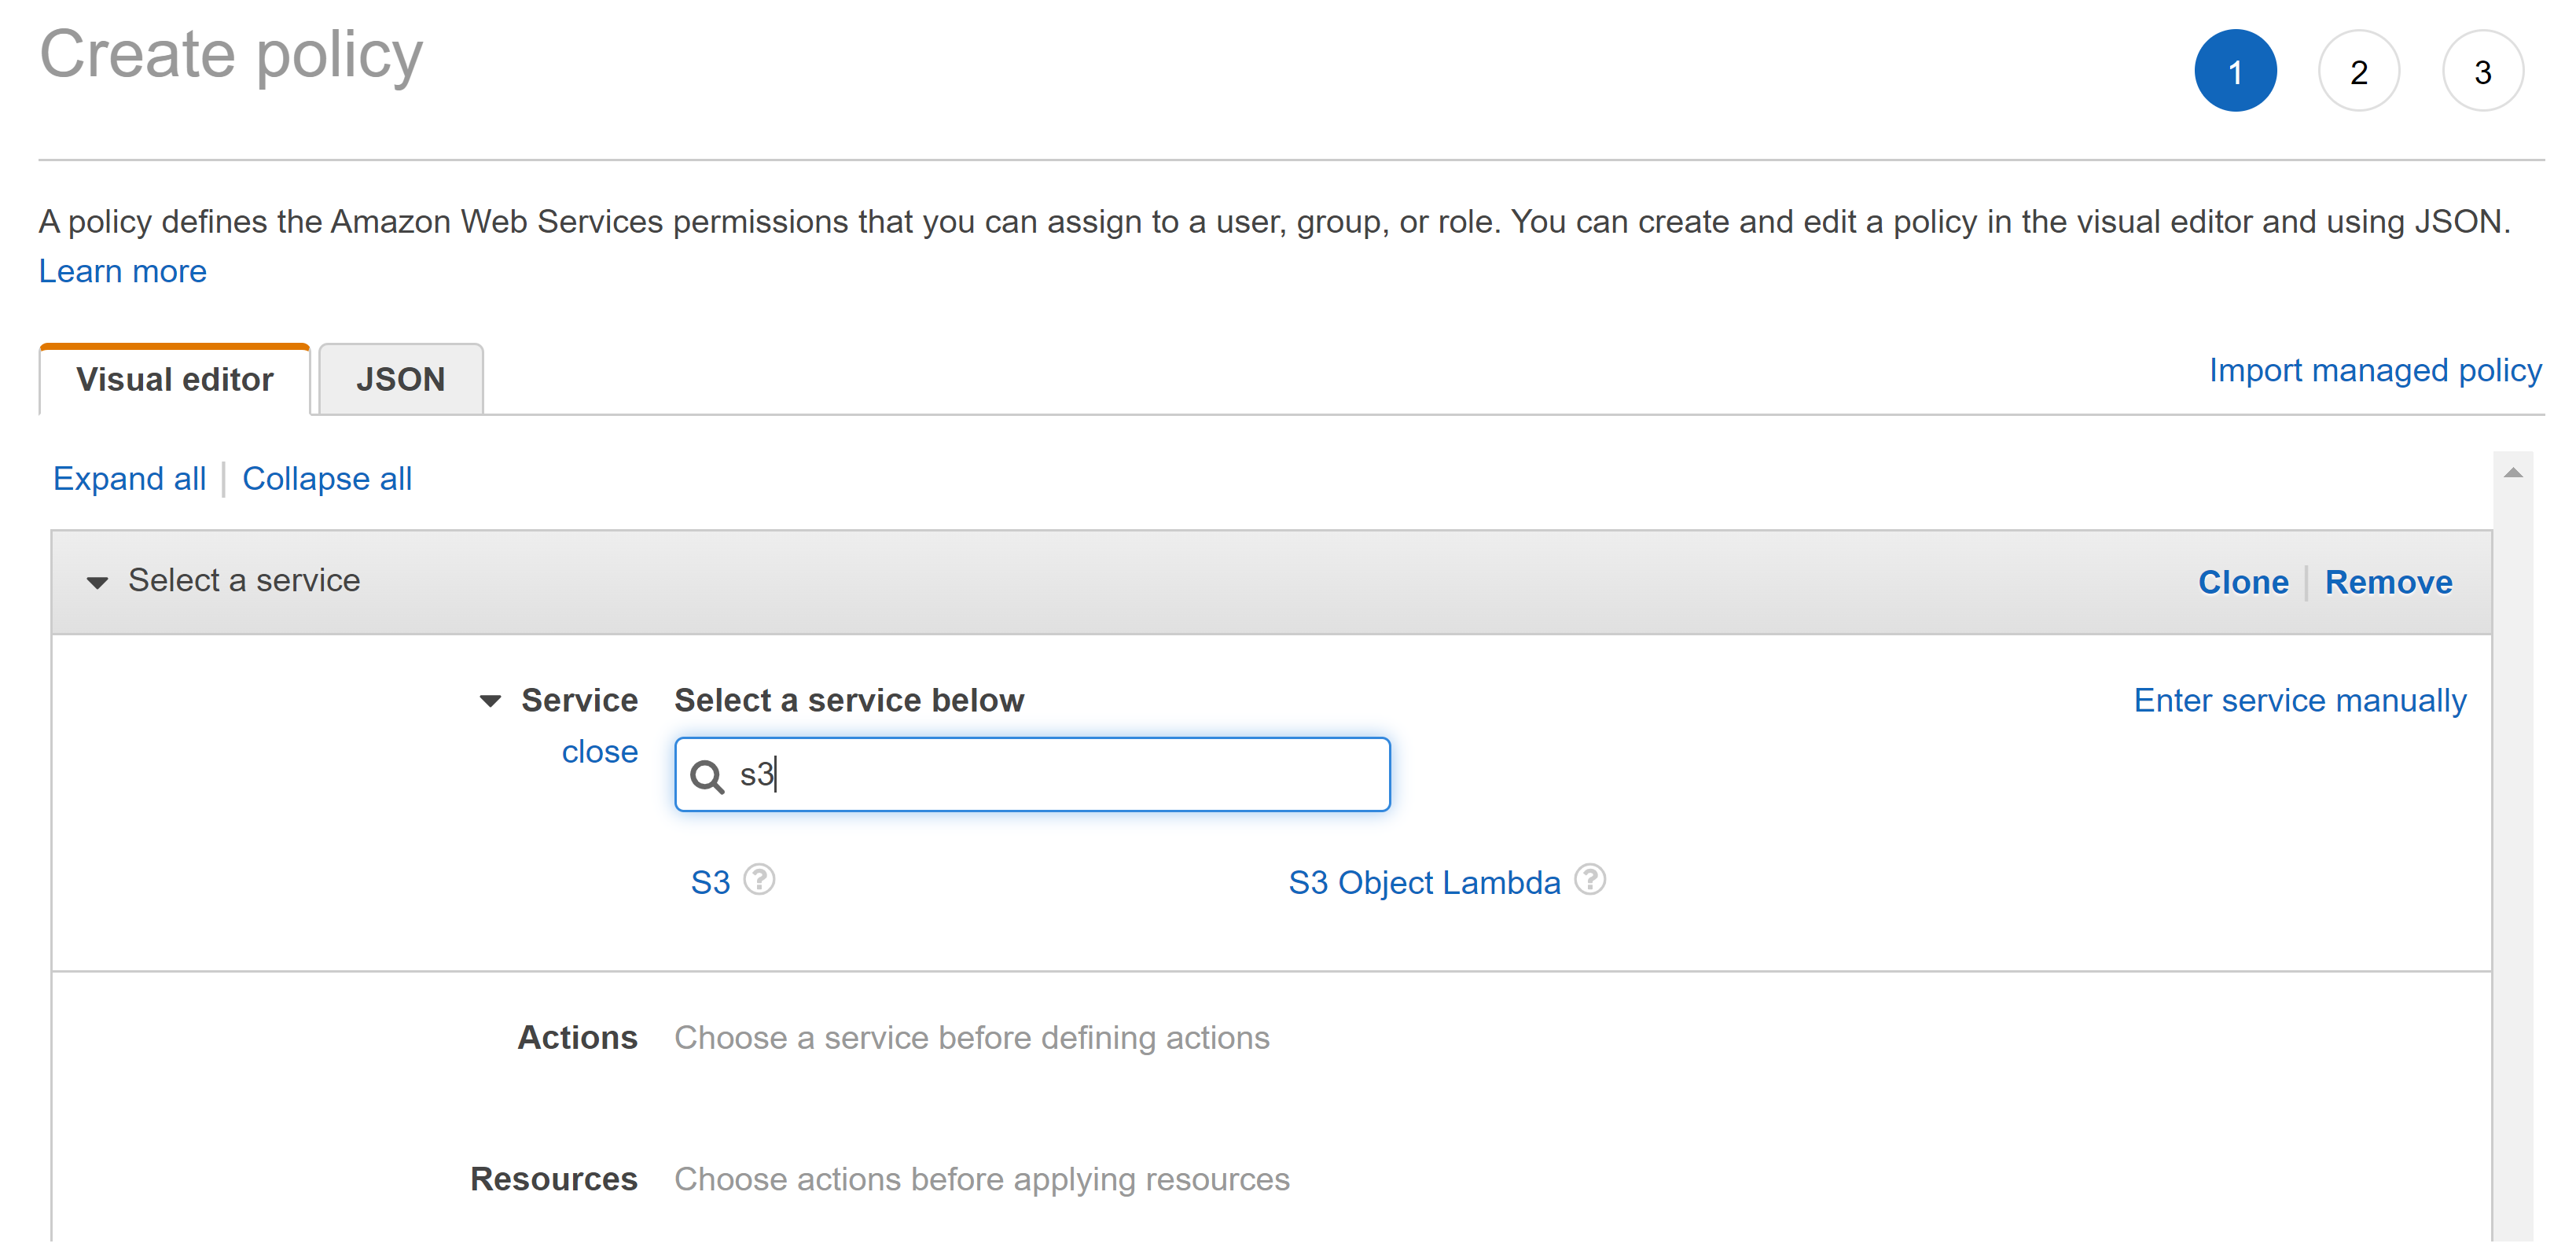 Create policy
1 2 3
A policy defines the Amazon Web Services permissions that you can assign to a user, group, or role. You can create and edit a policy in the visual editor and using JSON.
Learn more
Visual editor JSON Import managed policy
Expand all Collapse all
Select a service Clone Remove
Service Select a service below Enter service manually
close
s3
S3 ? S3 Object Lambda ?
Actions Choose a service before defining actions
Resources Choose actions before applying resources